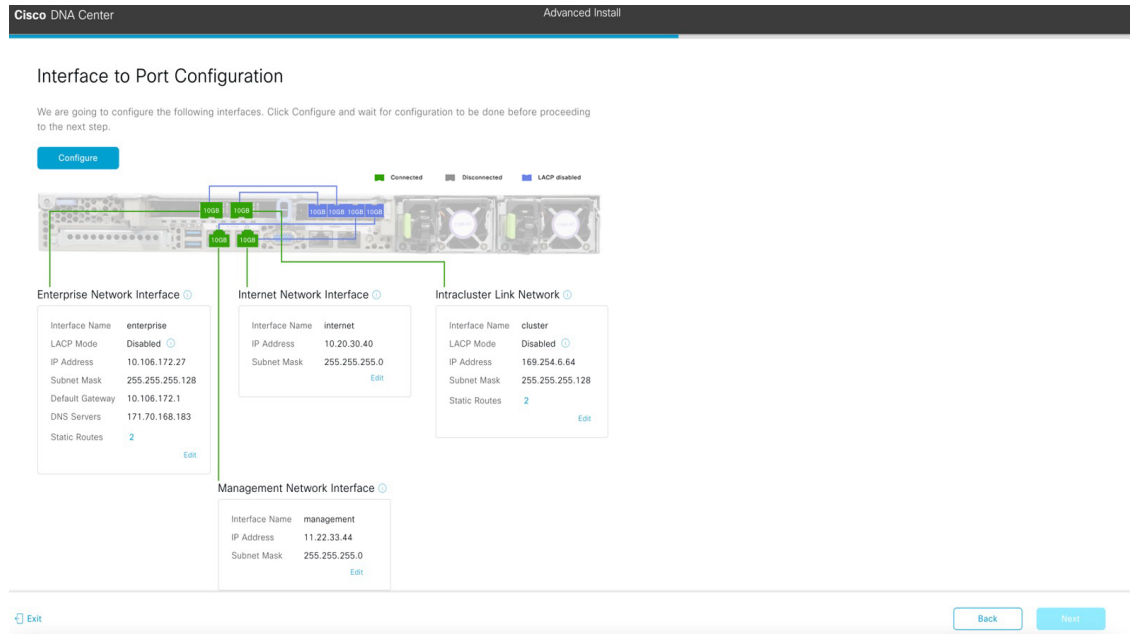 Cisco DNA Center
Advanced Install
Interface to Port Configuration
We are going to configure the following interfaces. Click Configure and wait for configuration to be done before proceeding
to the next step.
Configure
Connected
Disconnected
LACP disabled
10GB 10GB
10GB 10GB 10GB 10GB
10GB 10GB
Enterprise Network Interface
Interface Name enterprise
LACP Mode Disabled
IP Address 10.106.172.27
Subnet Mask 255.255.255.128
Default Gateway 10.106.172.1
DNS Servers 171.70.168.183
Static Routes 2
Edit
Internet Network Interface
Interface Name internet
IP Address 10.20.30.40
Subnet Mask 255.255.255.0
Edit
Intracluster Link Network
Interface Name cluster
LACP Mode Disabled
IP Address 169.254.6.64
Subnet Mask 255.255.255.128
Static Routes 2
Edit
Management Network Interface
Interface Name management
IP Address 11.22.33.44
Subnet Mask 255.255.255.0
Edit
Exit
Back
Next